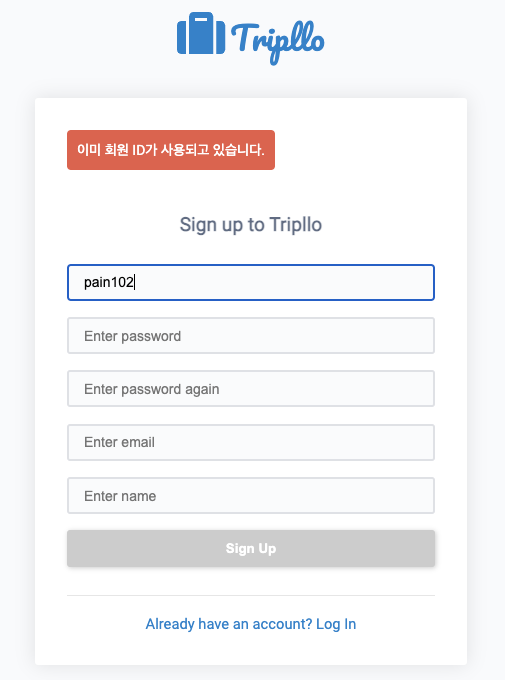 Tripllo
이미 회원 ID가 사용되고 있습니다.
Sign up to Tripllo
pain102
Enter password
Enter password again
Enter email
Enter name
Sign Up
Already have an account? Log In